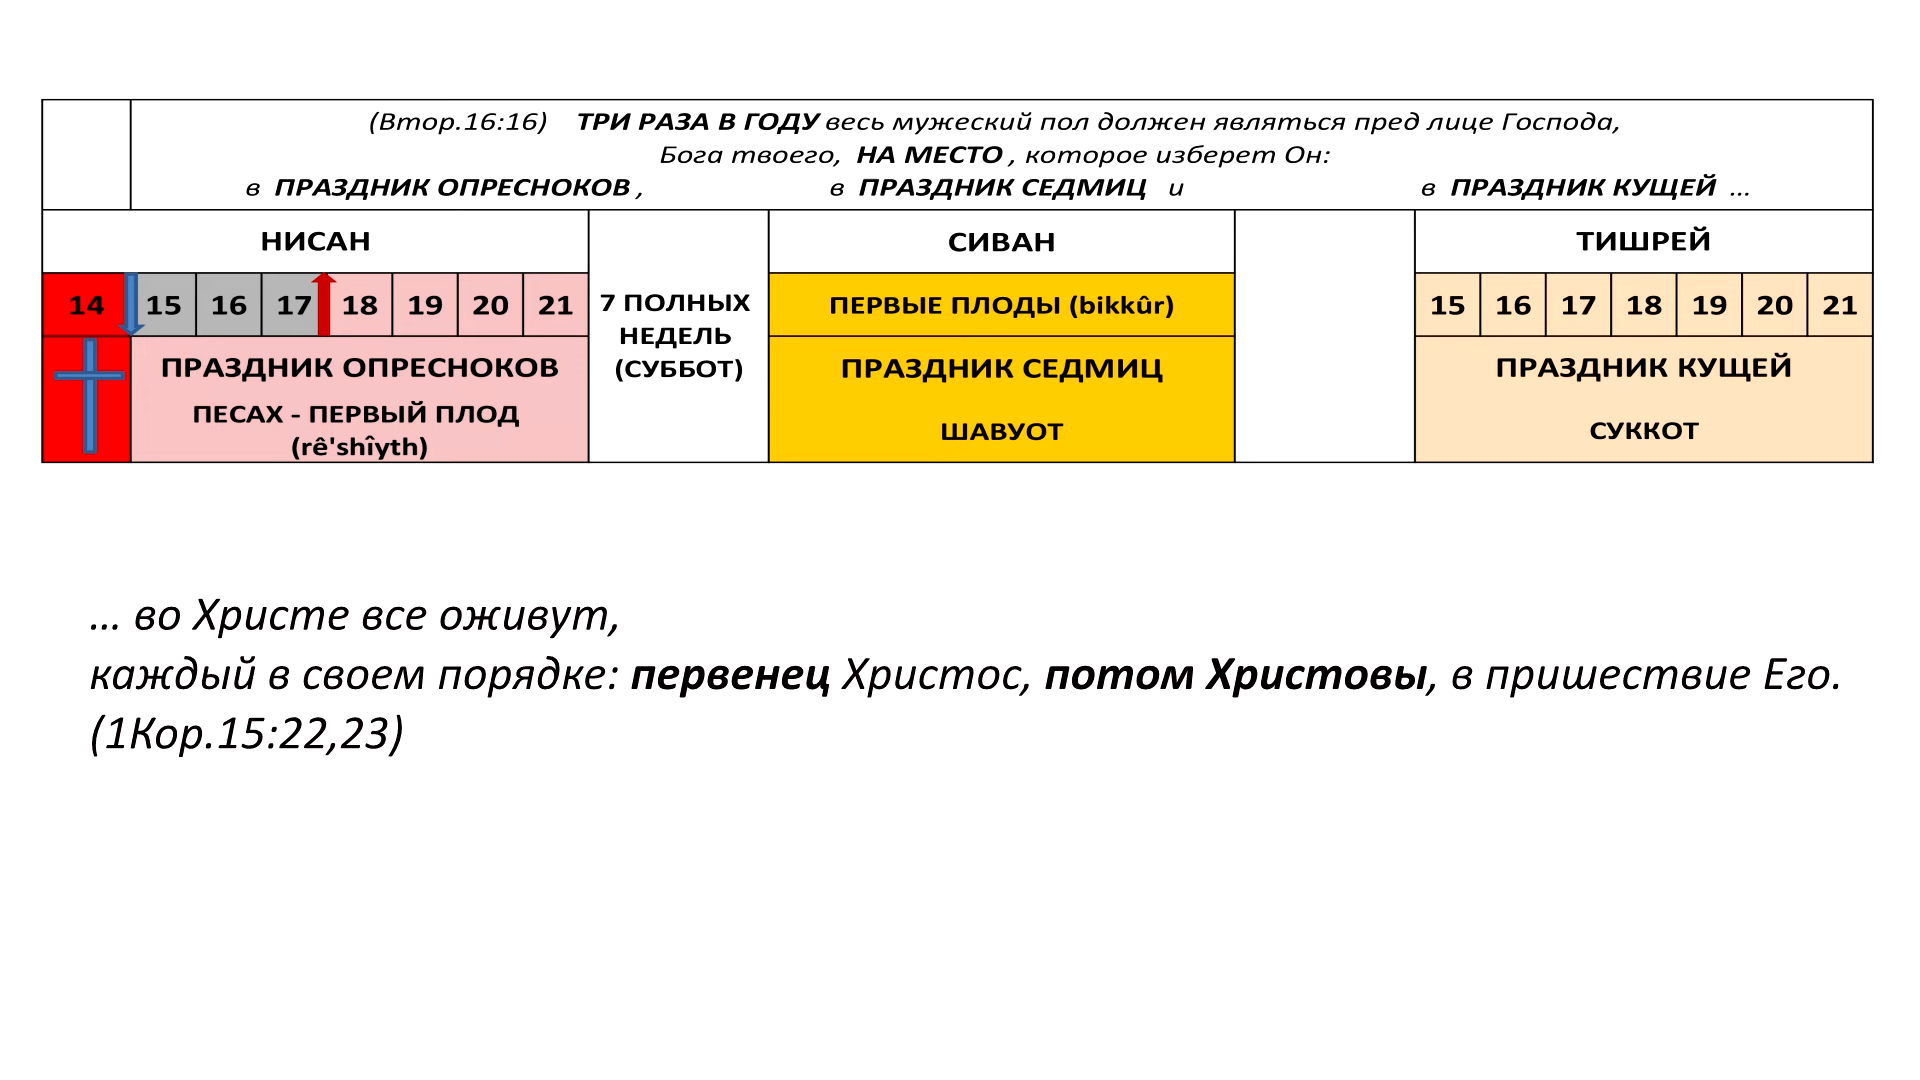 (Втор.16:16) ТРИ РАЗА В ГОДУ весь мужеский пол должен являться пред лице Господа,
Бога твоего, НА МЕСТО , которое изберет Он:
в ПРАЗДНИК ОПРЕСНОКОВ , в ПРАЗДНИК СЕДМИЦ и в ПРАЗДНИК КУЩЕЙ ...
НИСАН
14 15 16 17 18 19 20 21
ПРАЗДНИК ОПРЕСНОКОВ
ПЕСАХ - ПЕРВЫЙ ПЛОД
(rê'shîyth)
7 ПОЛНЫХ
НЕДЕЛЬ
(СУББОТ)
СИВАН
ПЕРВЫЕ ПЛОДЫ (bikkûr)
ПРАЗДНИК СЕДМИЦ
ШАВУОТ
ТИШРЕЙ
15 16 17 18 19 20 21
ПРАЗДНИК КУЩЕЙ
СУККОТ
... во Христе все оживут,
каждый в своем порядке: первенец Христос, потом Христовы, в пришествие Его.
(1Кор.15:22,23)